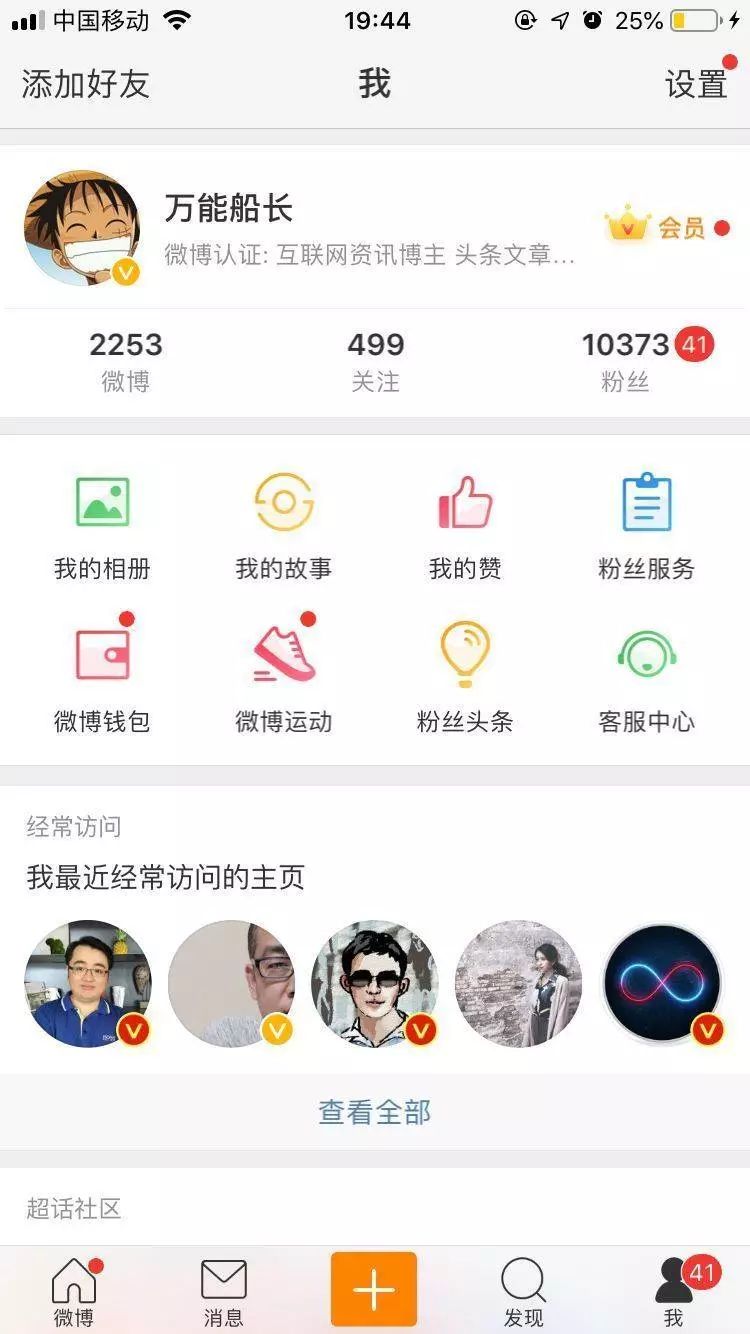 中国移动 19:44 25%
添加好友 我 设置
万能船长
会员
微博认证: 互联网资讯博主 头条文章...
2253 499 10373 41
微博 关注 粉丝
我的相册 我的故事 我的赞 粉丝服务
微博钱包 微博运动 粉丝头条 客服中心
经常访问
我最近经常访问的主页
查看全部
超话社区
41
微博 消息 发现 我